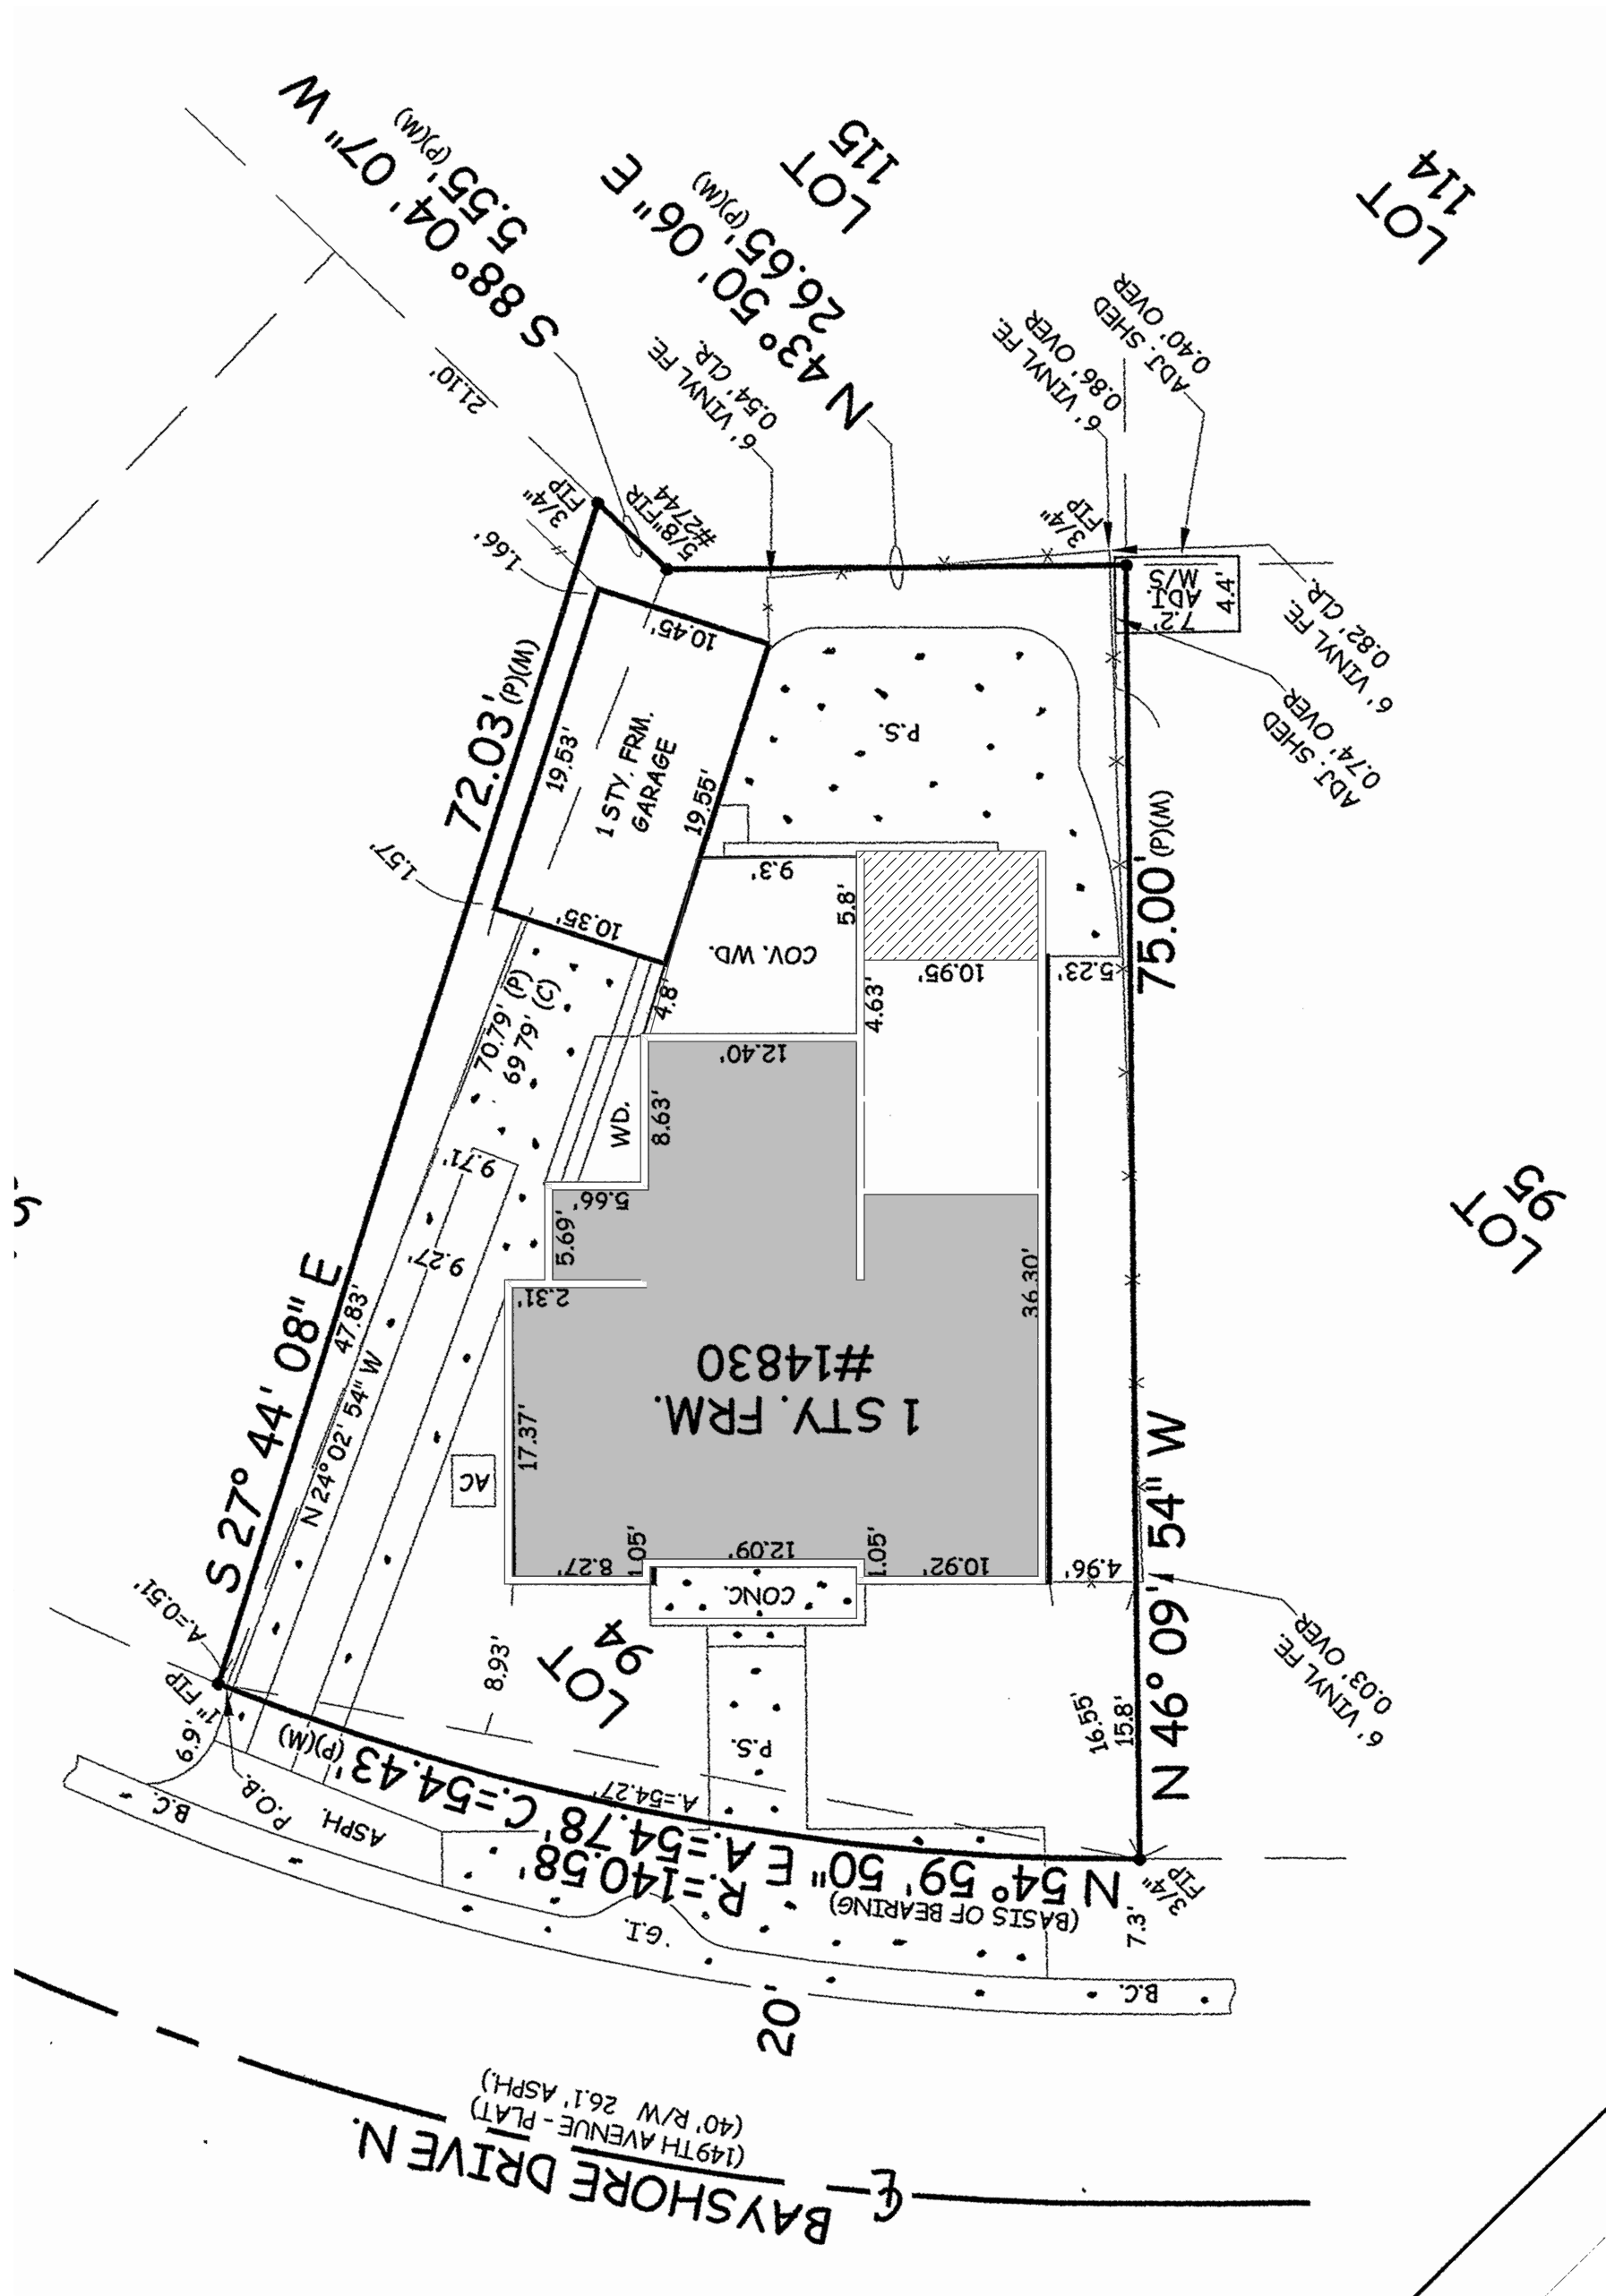 S 88° 04' 07" W
5.55' (P)(M)
N 43° 50' 06" E
26.65' (P)(M)
LOT
115
LOT
114
21.10'
6' VINYL FE.
0.54' CLR.
6' VINYL FE.
0.86' OVER
ADJ. SHED
0.40' OVER
3/4"
FIP
5/8" FIR
#2744
3/4"
FIP
1.66'
10.45'
72.03' (P)(M)
19.53'
1 STY. FRM.
GARAGE
19.55'
P.S.
7.2'
ADJ.
M/S
4.4'
6' VINYL FE.
0.82' CLR.
ADJ. SHED
0.74' OVER
1.57'
10.35'
9.3'
5.8'
COV. WD.
4.8'
4.63'
10.95'
5.23'
75.00' (P)(M)
70.79' (P)
69.79' (C)
12.40'
8.63'
WD.
9.71'
5.66'
5.69'
9.27'
2.31'
36.30'
LOT
95
S 27° 44' 08" E
47.83'
N 24° 02' 54" W
#14830
1 STY. FRM.
17.37'
AC
8.27'
1.05'
12.09'
1.05'
10.92'
4.96'
CONC.
N 46° 09' 54" W
6' VINYL FE.
0.03' OVER
A.=0.51'
1" FIP
8.93'
LOT
94
16.55'
15.8'
6.9'
P.S.
A.=54.27'
B.C.
P.O.B.
ASPH.
R.=140.58'
N 54° 59' 50" E A.=54.78' C.=54.43' (P)(M)
(BASIS OF BEARING)
3/4"
FIP
7.3'
G.I.
B.C.
20'
BAYSHORE DRIVE N.
(149TH AVENUE - PLAT)
(40' R/W 26.1' ASPH.)